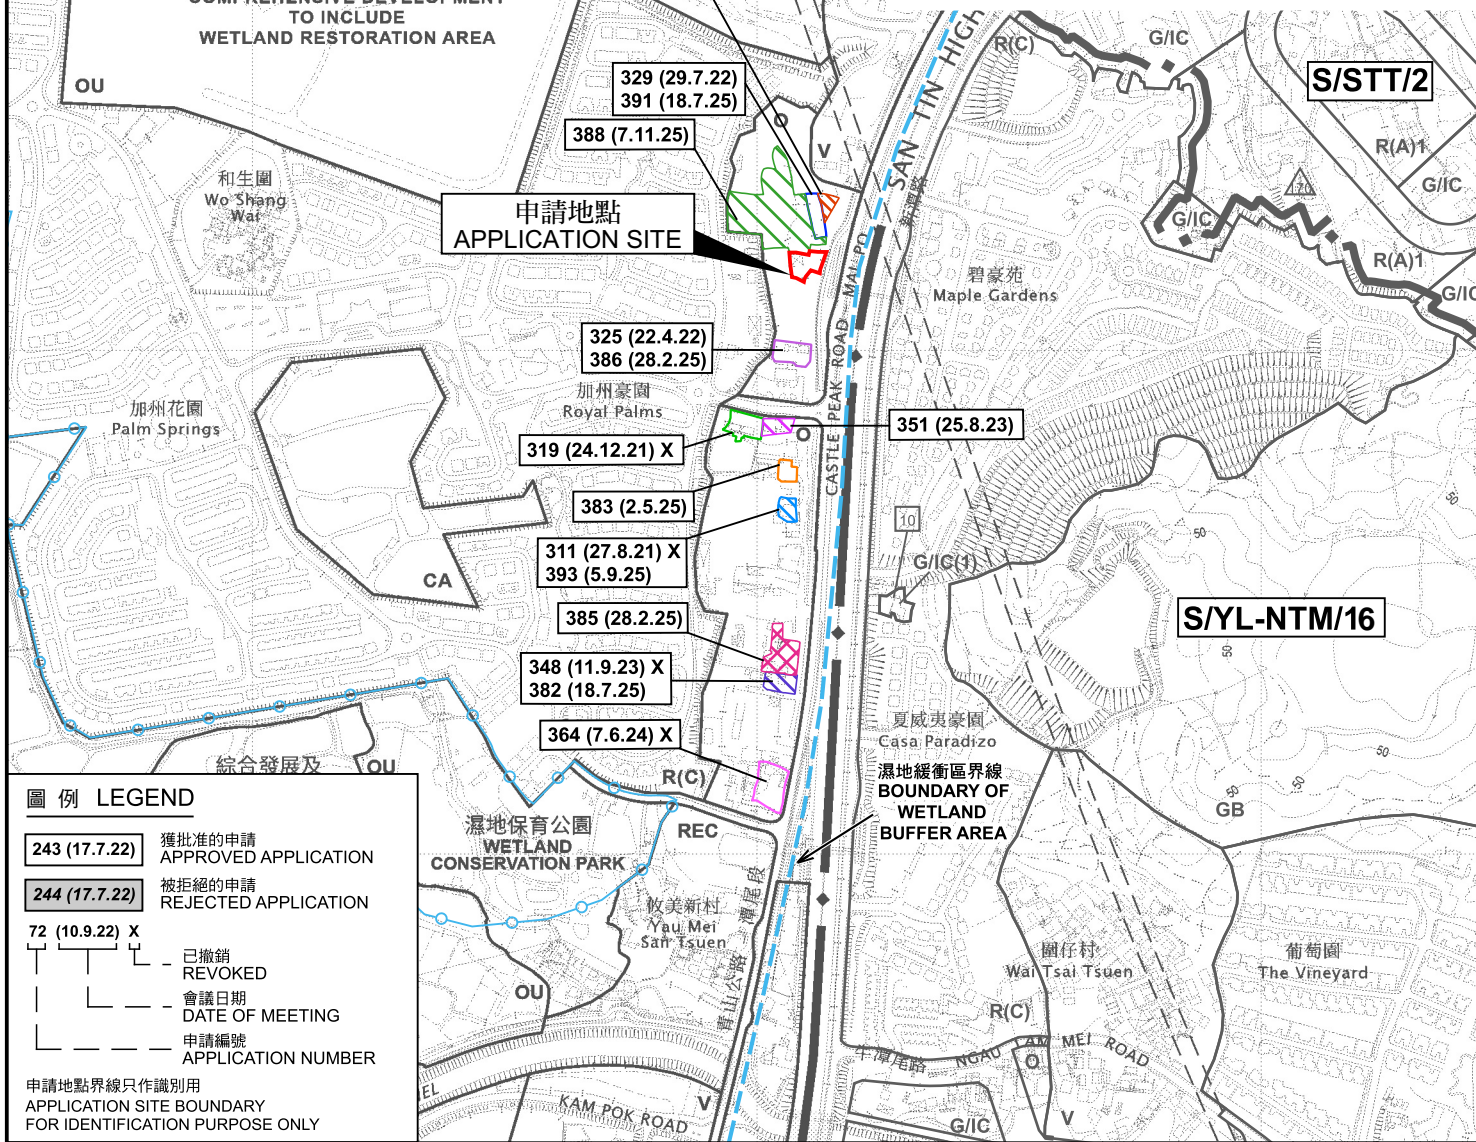 COMPREHENSIVE DEVELOPMENT
TO INCLUDE
WETLAND RESTORATION AREA
OU
329 (29.7.22)
391 (18.7.25)
388 (7.11.25)
O
V
SAN TIN HIGH
R(C)
G/IC
S/STT/2
R(A)1
G/IC
170
G/IC
R(A)1
G/IC
和生圍
Wo Shang
Wai
申請地點
APPLICATION SITE
新潭路
碧豪苑
Maple Gardens
CASTLE PEAK ROAD - MAI PO
325 (22.4.22)
386 (28.2.25)
加州豪園
Royal Palms
加州花園
Palm Springs
351 (25.8.23)
O
319 (24.12.21) X
383 (2.5.25)
10
50
50
311 (27.8.21) X
393 (5.9.25)
G/IC(1)
CA
385 (28.2.25)
S/YL-NTM/16
50
348 (11.9.23) X
382 (18.7.25)
364 (7.6.24) X
夏威夷豪園
Casa Paradizo
50
50
50
綜合發展及
OU
R(C)
濕地緩衝區界線
BOUNDARY OF
WETLAND
BUFFER AREA
GB
REC
濕地保育公園
WETLAND
CONSERVATION PARK
攸美新村
Yau Mei
San Tsuen
青山公路
潭尾段
圍仔村
Wai Tsai Tsuen
葡萄園
The Vineyard
OU
R(C)
牛潭尾路
NGAU TAM MEI ROAD
O
V
KAM POK ROAD
V
G/IC
圖 例 LEGEND
243 (17.7.22)
獲批准的申請
APPROVED APPLICATION
244 (17.7.22)
被拒絕的申請
REJECTED APPLICATION
72 (10.9.22) X
已撤銷
REVOKED
會議日期
DATE OF MEETING
申請編號
APPLICATION NUMBER
申請地點界線只作識別用
APPLICATION SITE BOUNDARY
FOR IDENTIFICATION PURPOSE ONLY